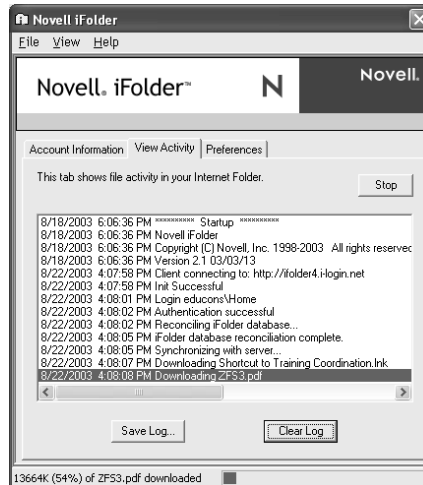 Novell iFolder
File View Help
Novell® iFolder™ N Novell®
Account Information View Activity Preferences
This tab shows file activity in your Internet Folder.
Stop
8/18/2003 6:06:36 PM ********** Startup **********
8/18/2003 6:06:36 PM Novell iFolder
8/18/2003 6:06:36 PM Copyright (C) Novell, Inc. 1998-2003 All rights reservec
8/18/2003 6:06:36 PM Version 2.1 03/03/13
8/22/2003 4:07:58 PM Client connecting to: http://ifolder4.i-login.net
8/22/2003 4:07:58 PM Init Successful
8/22/2003 4:08:01 PM Login educons\Home
8/22/2003 4:08:02 PM Authentication successful
8/22/2003 4:08:02 PM Reconciling iFolder database...
8/22/2003 4:08:05 PM iFolder database reconciliation complete.
8/22/2003 4:08:05 PM Synchronizing with server...
8/22/2003 4:08:07 PM Downloading Shortcut to Training Coordination.lnk
8/22/2003 4:08:08 PM Downloading ZFS3.pdf
Save Log... Clear Log
13664K (54%) of ZFS3.pdf downloaded